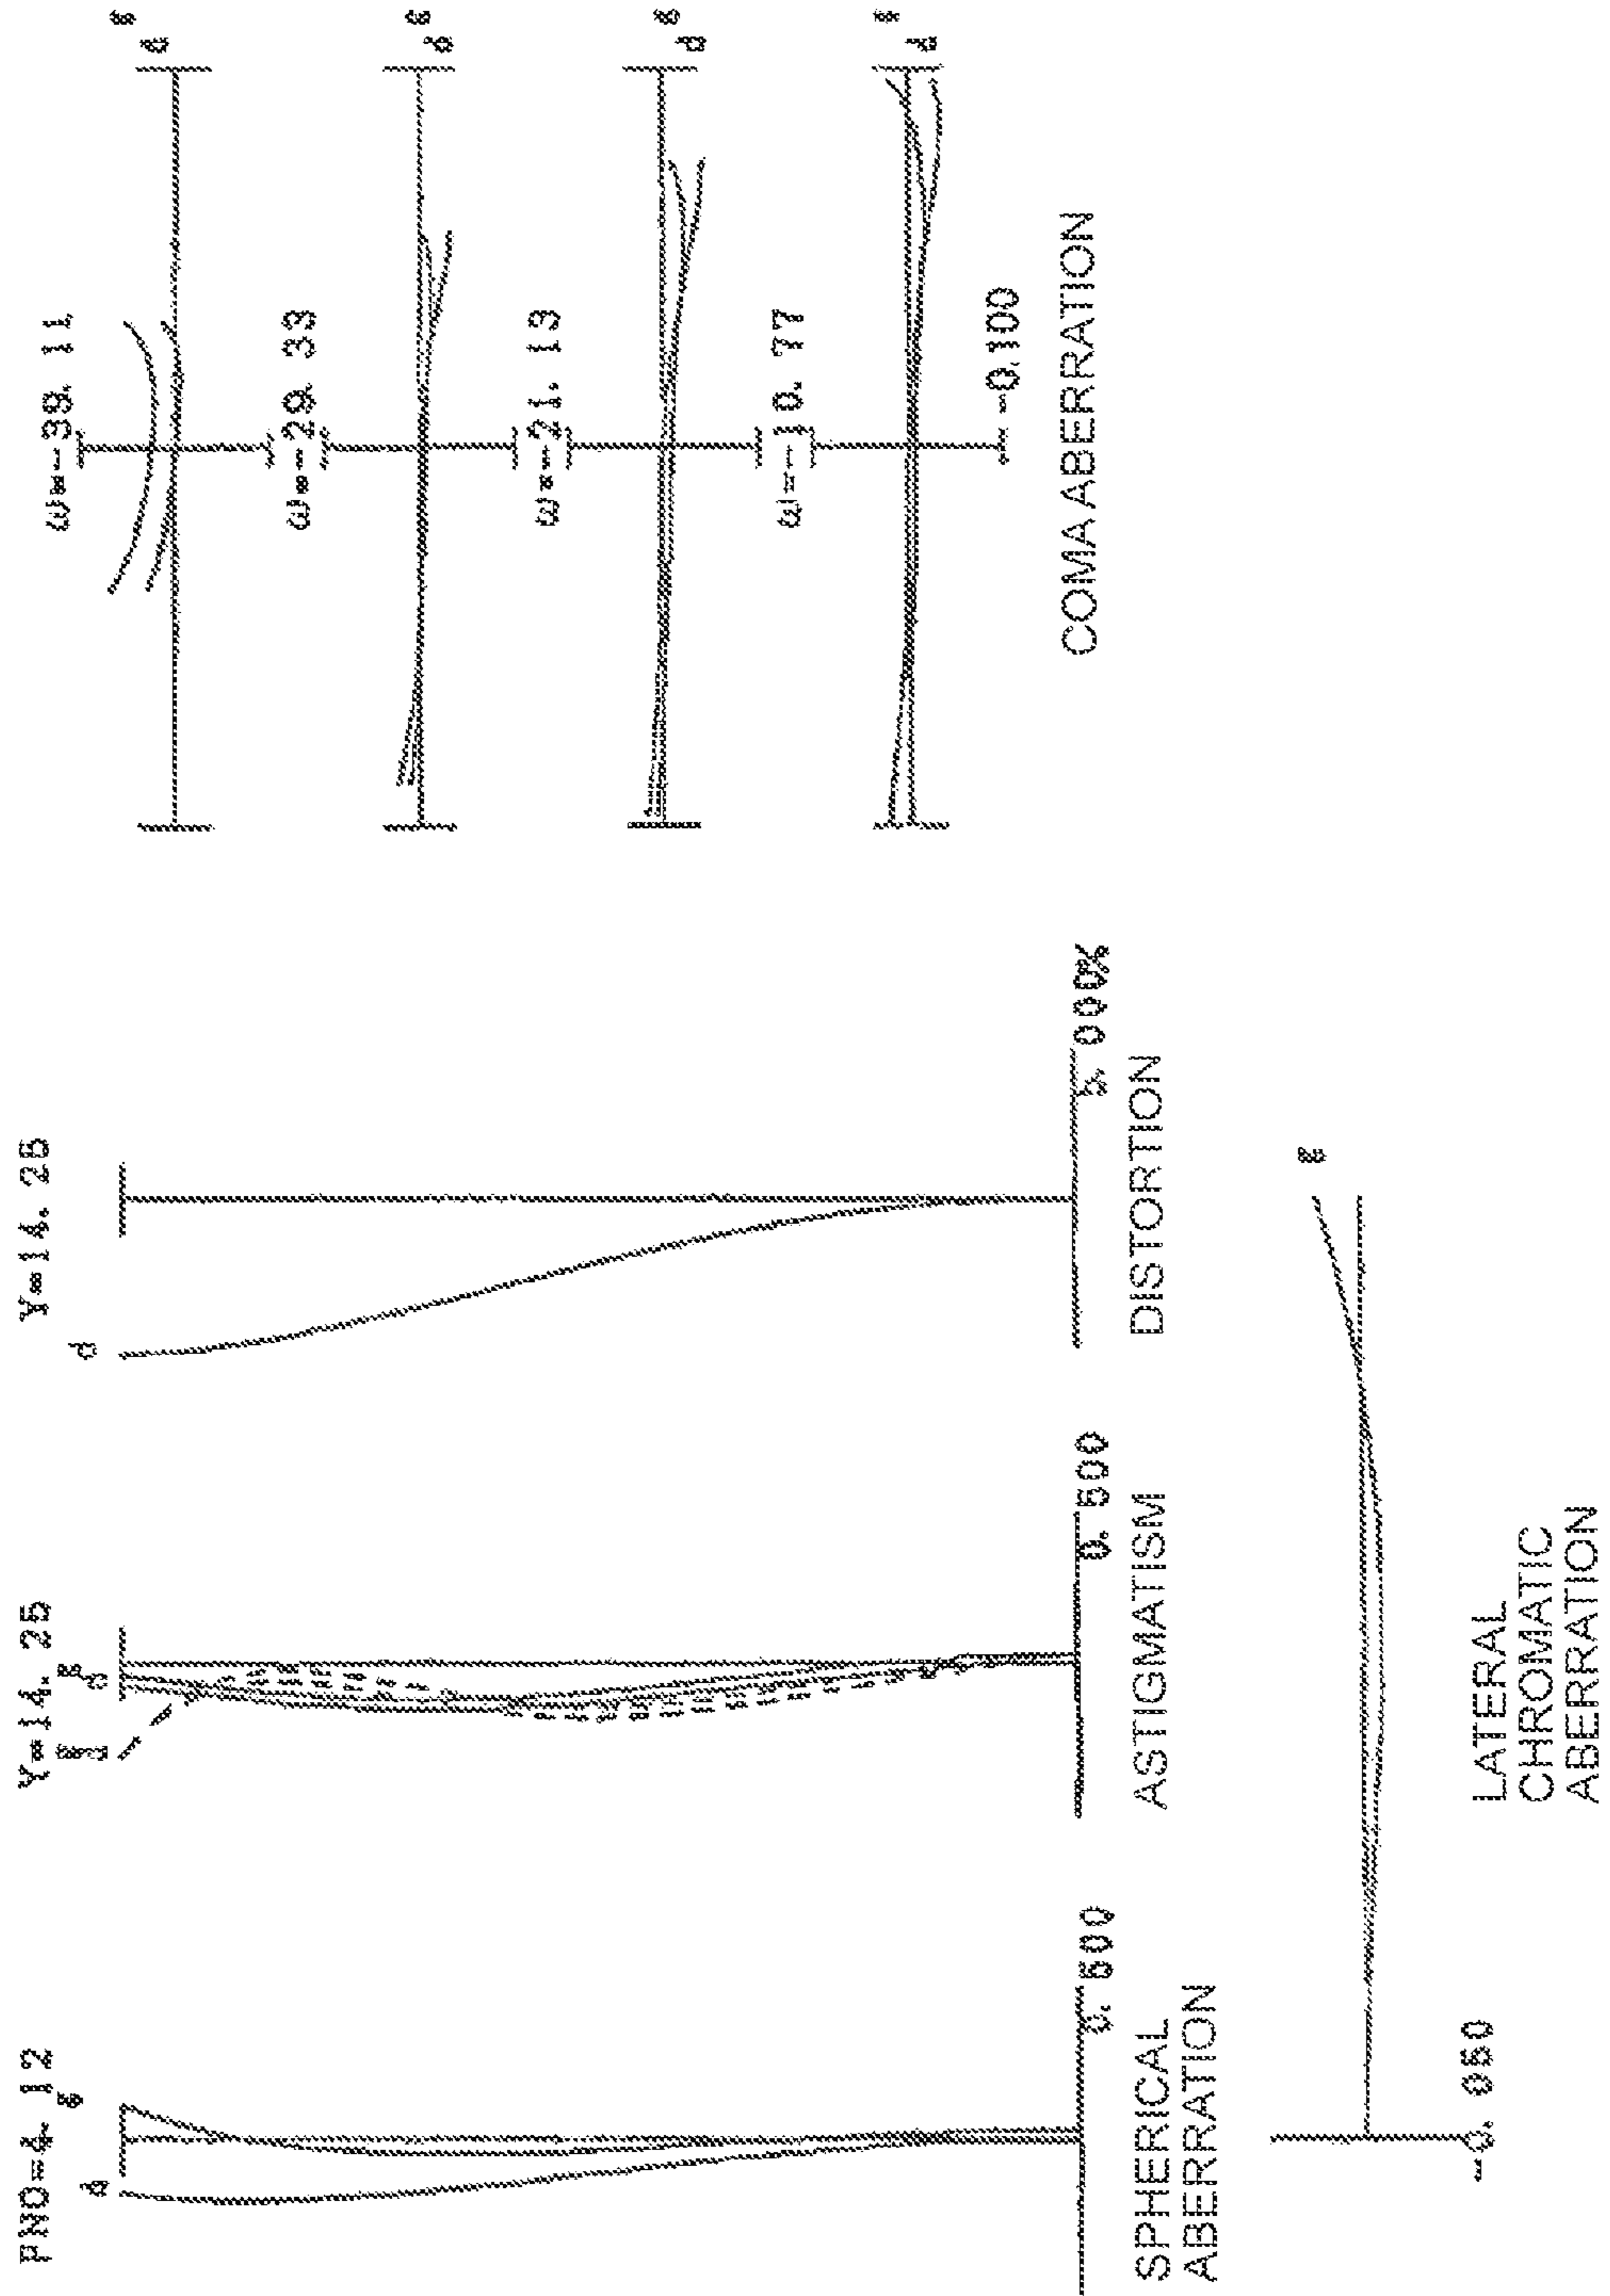 FNO=4. 12
g
d
0. 500
SPHERICAL
ABERRATION
Y=14. 25
g
d
g
d
0. 500
ASTIGMATISM
Y=14. 25
d
5. 000%
DISTORTION
ω=-39. 11
g
d
ω=-29. 33
g
d
ω=-21. 13
g
d
ω=-10. 77
g
d
-0.100
COMA ABERRATION
g
-0. 050
LATERAL
CHROMATIC
ABERRATION